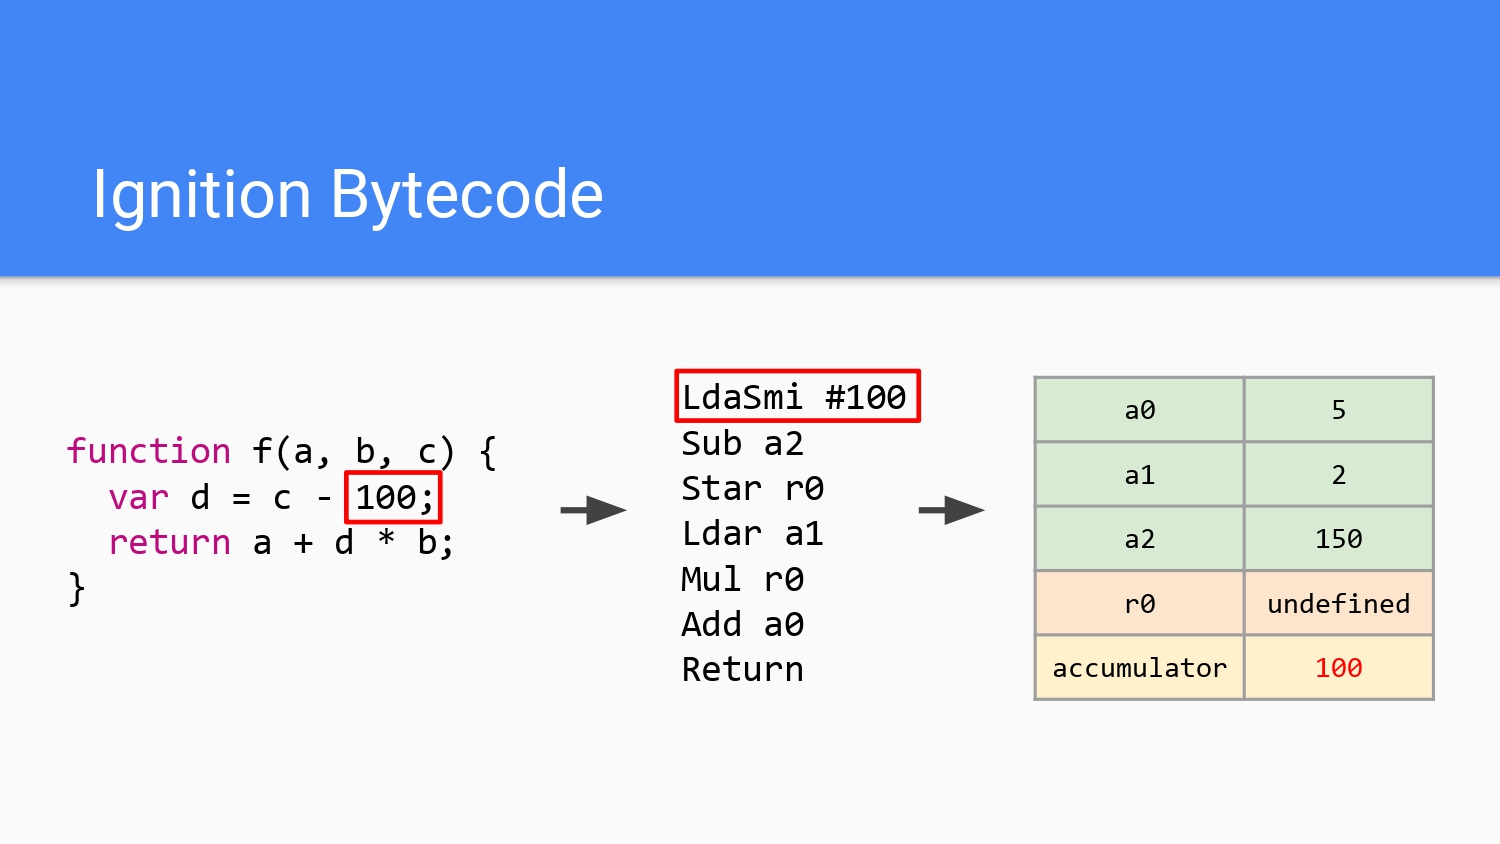 Ignition Bytecode
function f(a, b, c) {
  var d = c - 100;
  return a + d * b;
}
LdaSmi #100
Sub a2
Star r0
Ldar a1
Mul r0
Add a0
Return
a0 5
a1 2
a2 150
r0 undefined
accumulator 100